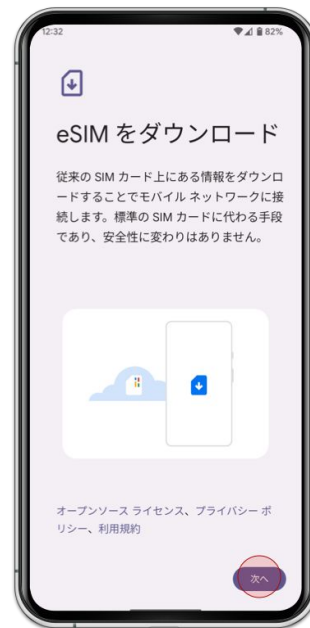 12:32 82%
eSIM をダウンロード
従来の SIM カード上にある情報をダウンロ
ードすることでモバイル ネットワークに接
続します。標準の SIM カードに代わる手段
であり、安全性に変わりはありません。
オープンソース ライセンス、プライバシー ポ
リシー、利用規約
次へ